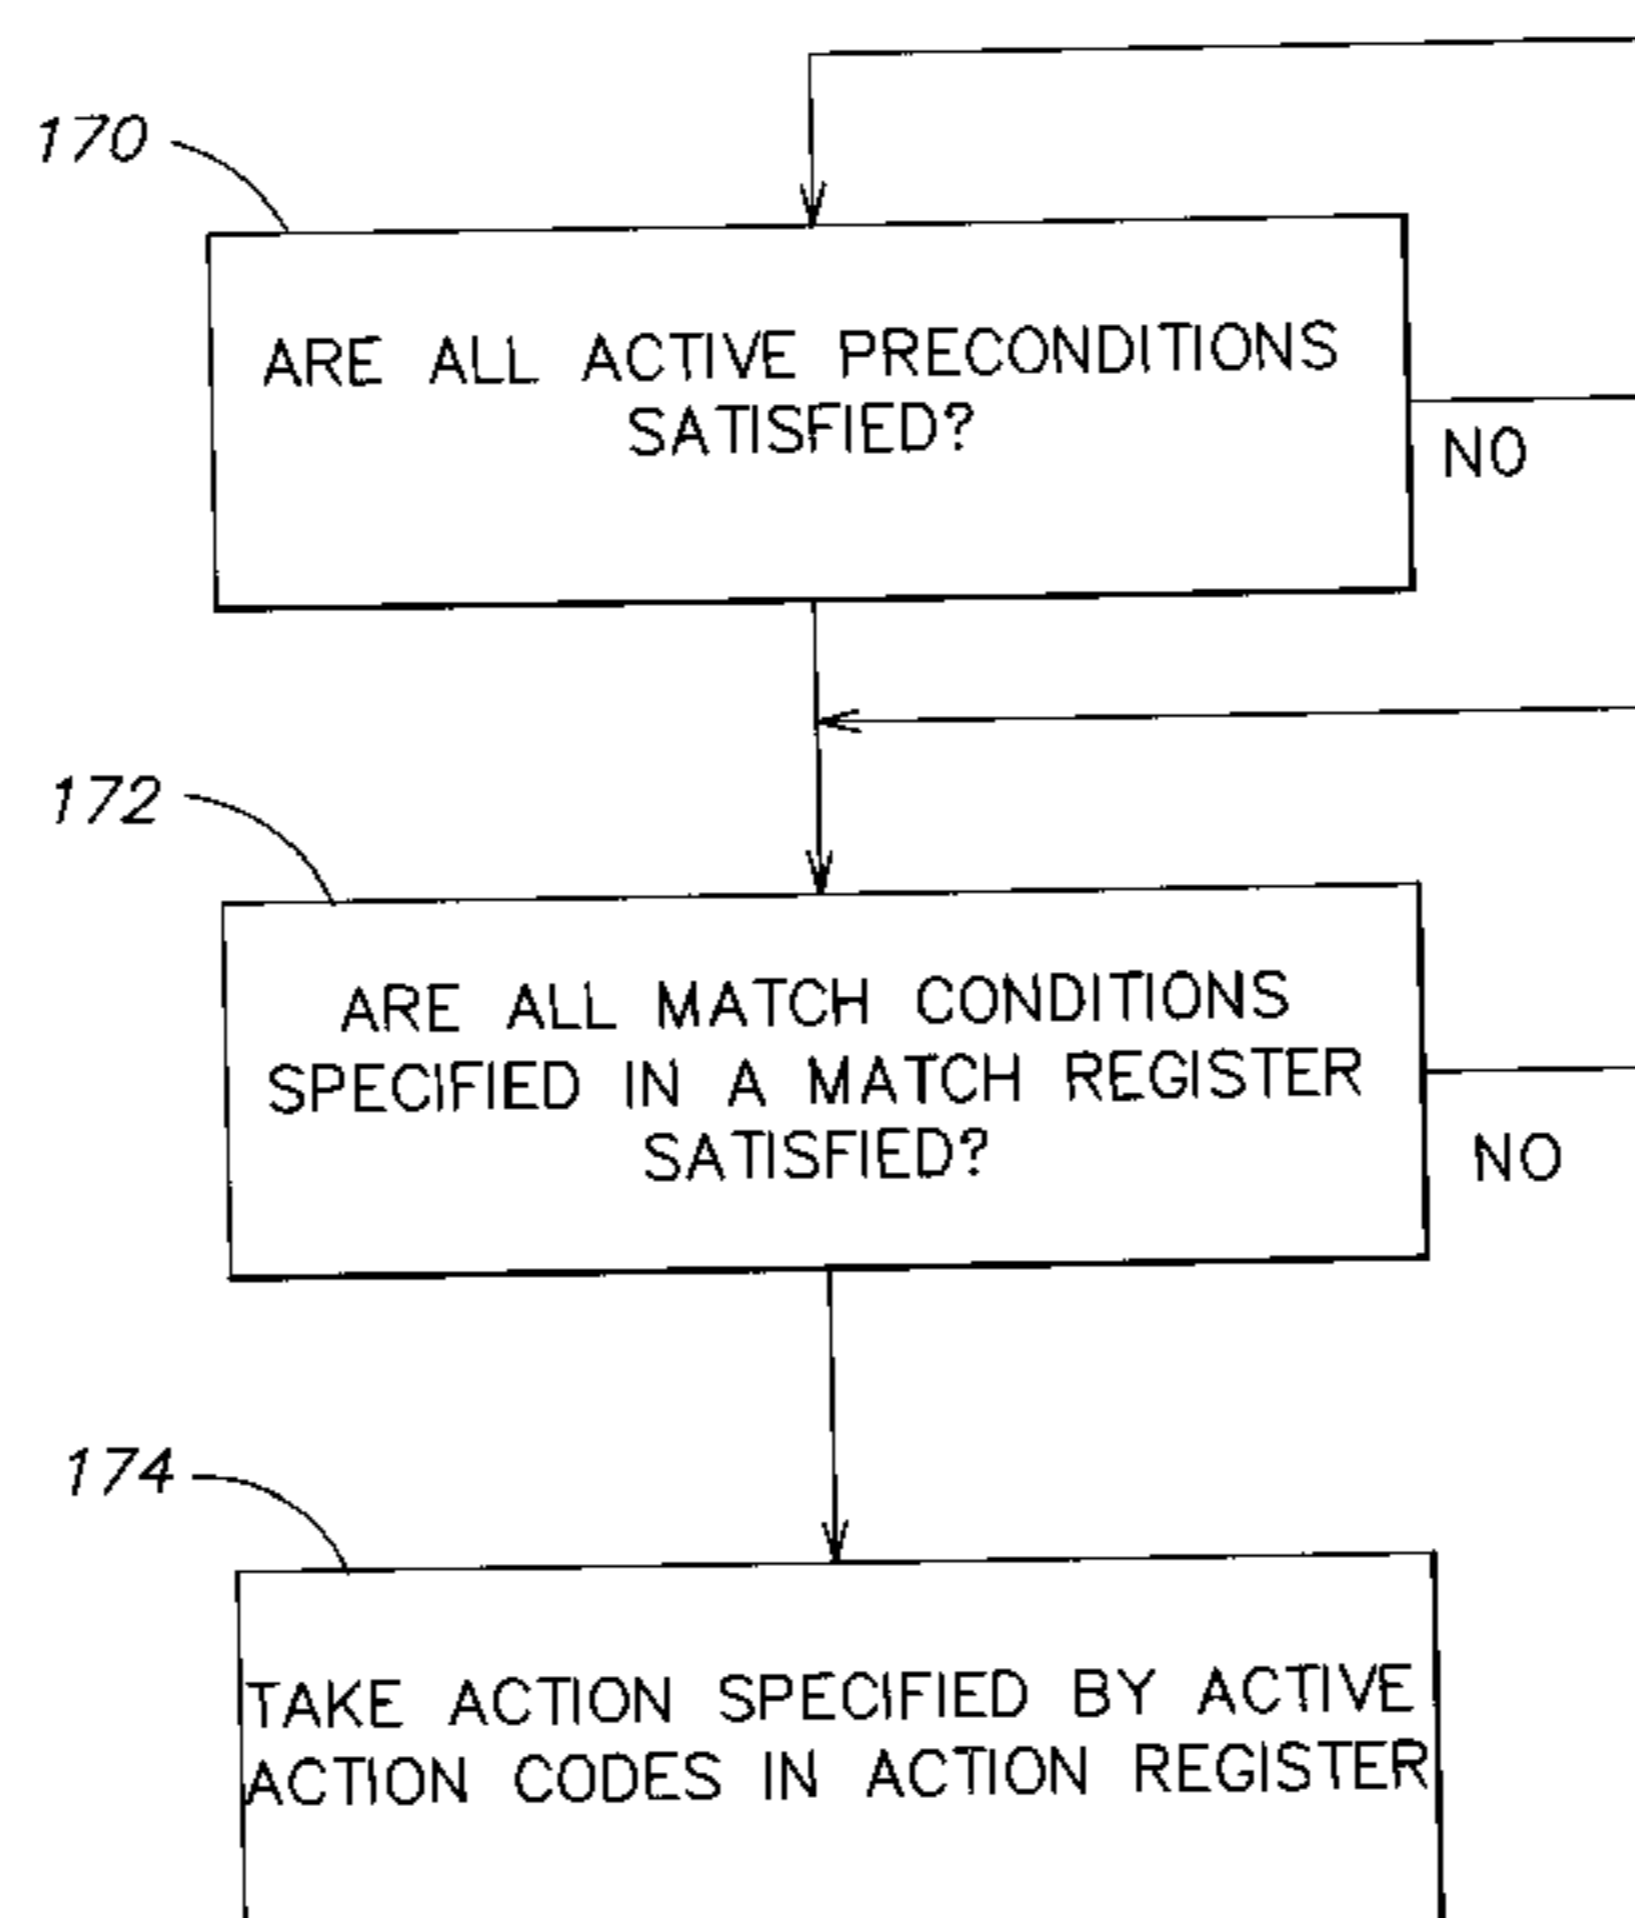 170
ARE ALL ACTIVE PRECONDITIONS
SATISFIED?
NO
172
ARE ALL MATCH CONDITIONS
SPECIFIED IN A MATCH REGISTER
SATISFIED?
NO
174
TAKE ACTION SPECIFIED BY ACTIVE
ACTION CODES IN ACTION REGISTER